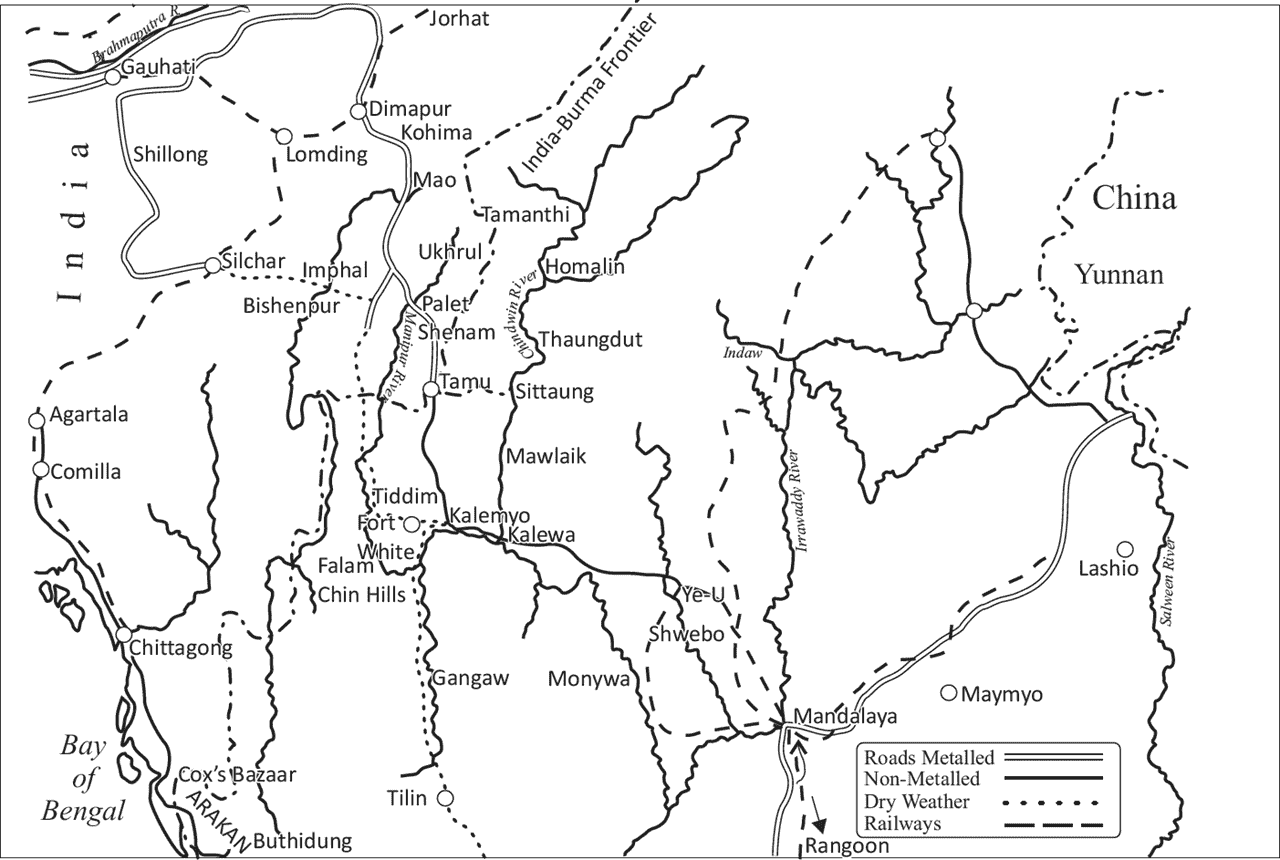 Jorhat
Brahmaputra R
India-Burma Frontier
Gauhati
Dimapur
Kohima
Lomding
Shillong
India
Mao
China
Tamanthi
Ukhrul
Silchar
Imphal
Homalin
Yunnan
Bishenpur
Palet
Chindwin River
Shenam
Manipur River
Thaungdut
Indaw
Tamu
Sittaung
Agartala
Comilla
Mawlaik
Irrawaddy River
Tiddim
Fort
White
Kalemyo
Kalewa
Falam
Chin Hills
Lashio
Salween River
Ye-U
Shwebo
Chittagong
Gangaw
Monywa
Maymyo
Mandalaya
Bay
of
Bengal
Cox's Bazaar
ARAKAN
Tilin
Buthidung
Rangoon
Roads Metalled
Non-Metalled
Dry Weather
Railways